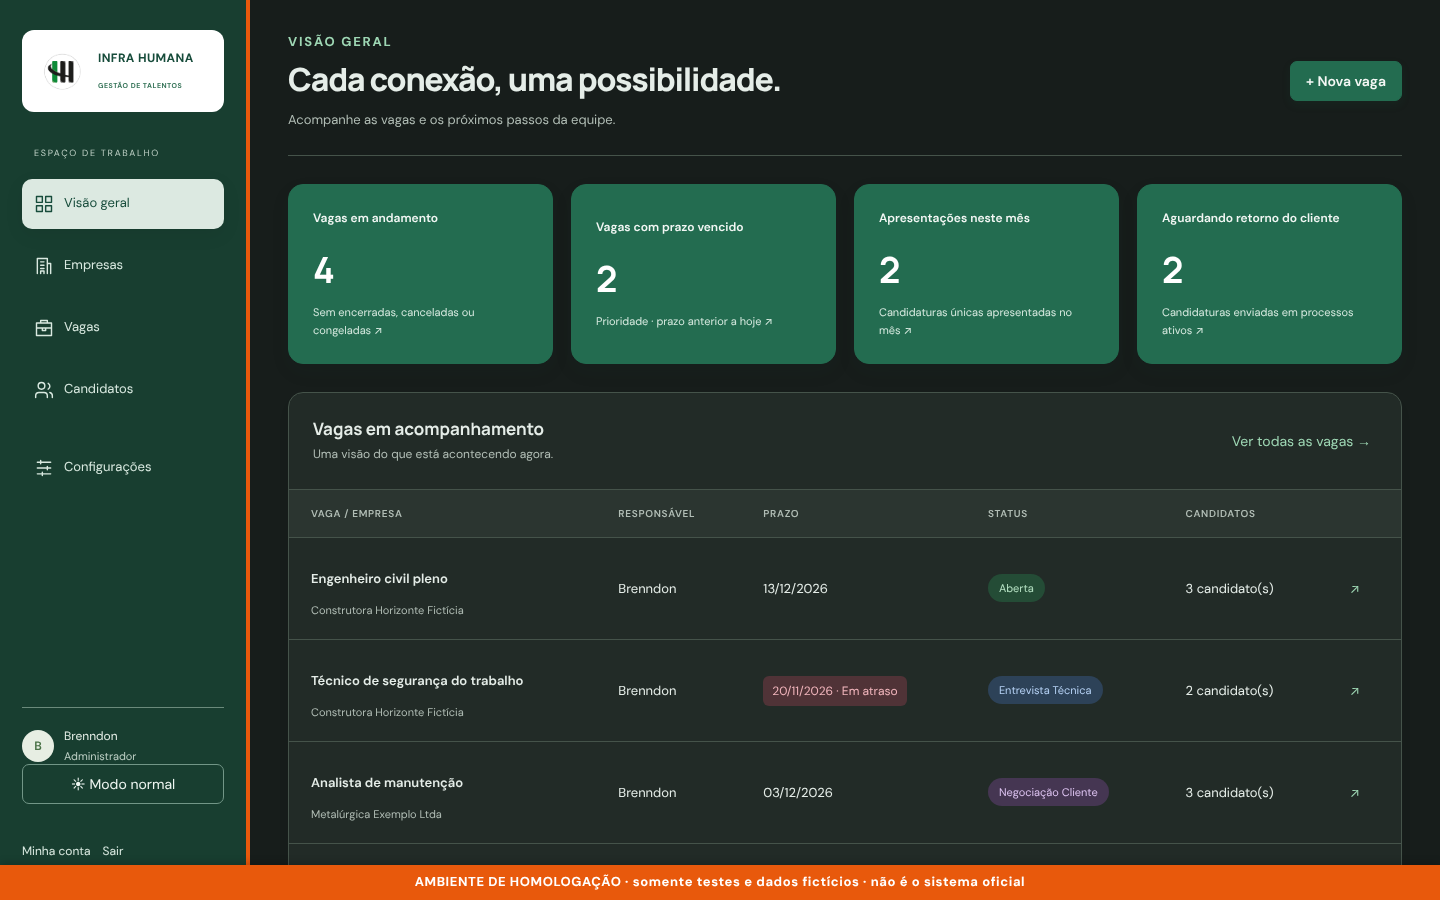 INFRA HUMANA
GESTÃO DE TALENTOS
ESPAÇO DE TRABALHO
Visão geral
Empresas
Vagas
Candidatos
Configurações
B
Brenndon
Administrador
☀ Modo normal
Minha conta Sair
VISÃO GERAL
Cada conexão, uma possibilidade.
Acompanhe as vagas e os próximos passos da equipe.
+ Nova vaga
Vagas em andamento
4
Sem encerradas, canceladas ou
congeladas ↗
Vagas com prazo vencido
2
Prioridade · prazo anterior a hoje ↗
Apresentações neste mês
2
Candidaturas únicas apresentadas no
mês ↗
Aguardando retorno do cliente
2
Candidaturas enviadas em processos
ativos ↗
Vagas em acompanhamento
Uma visão do que está acontecendo agora.
Ver todas as vagas →
VAGA / EMPRESA RESPONSÁVEL PRAZO STATUS CANDIDATOS
Engenheiro civil pleno
Construtora Horizonte Fictícia
Brenndon 13/12/2026 Aberta 3 candidato(s) ↗
Técnico de segurança do trabalho
Construtora Horizonte Fictícia
Brenndon 20/11/2026 · Em atraso Entrevista Técnica 2 candidato(s) ↗
Analista de manutenção
Metalúrgica Exemplo Ltda
Brenndon 03/12/2026 Negociação Cliente 3 candidato(s) ↗
AMBIENTE DE HOMOLOGAÇÃO · somente testes e dados fictícios · não é o sistema oficial